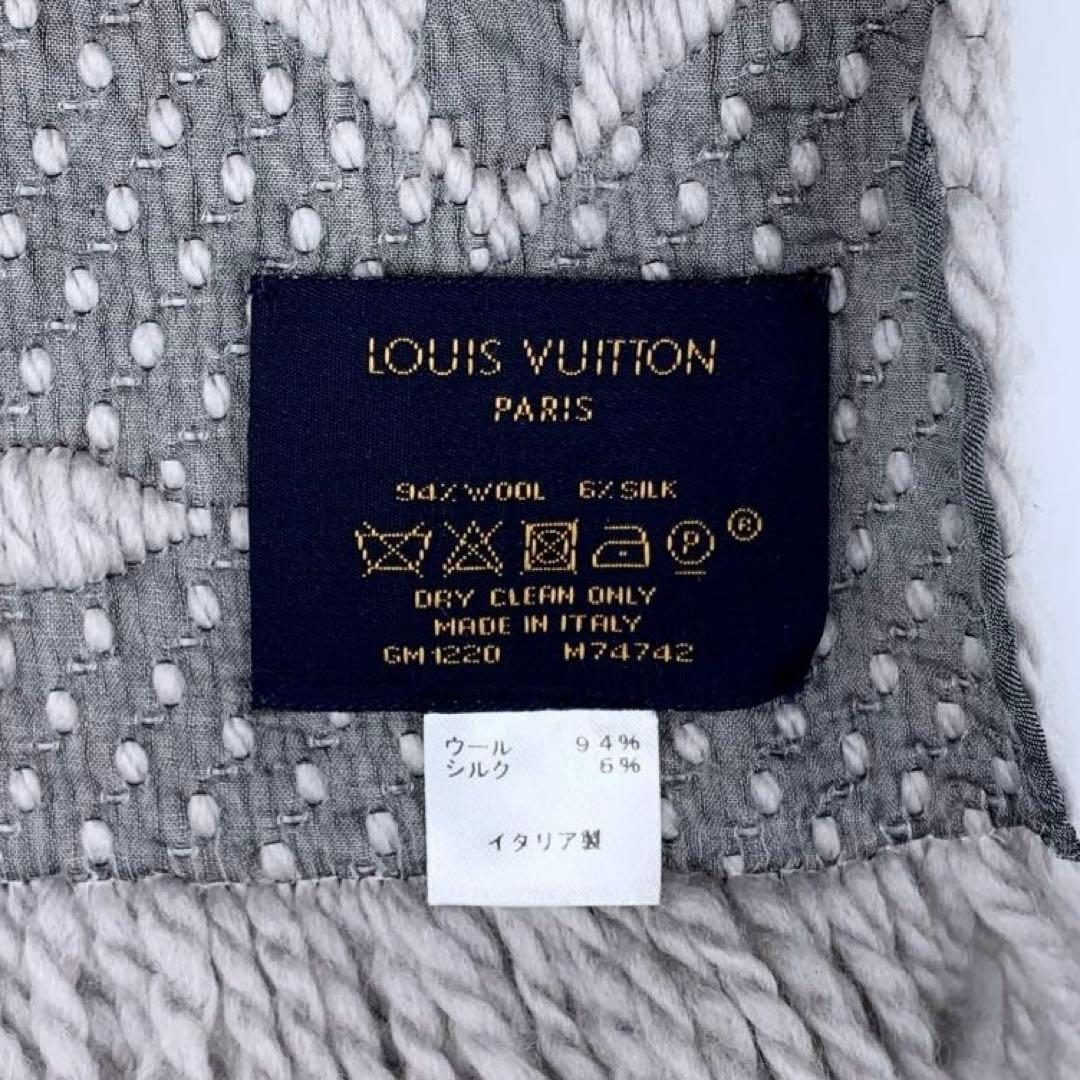 LOUIS VUITTON
PARIS
94% WOOL 6% SILK
P ®
DRY CLEAN ONLY
MADE IN ITALY
GM1220 M74742
ウール 94%
シルク 6%
イタリア製